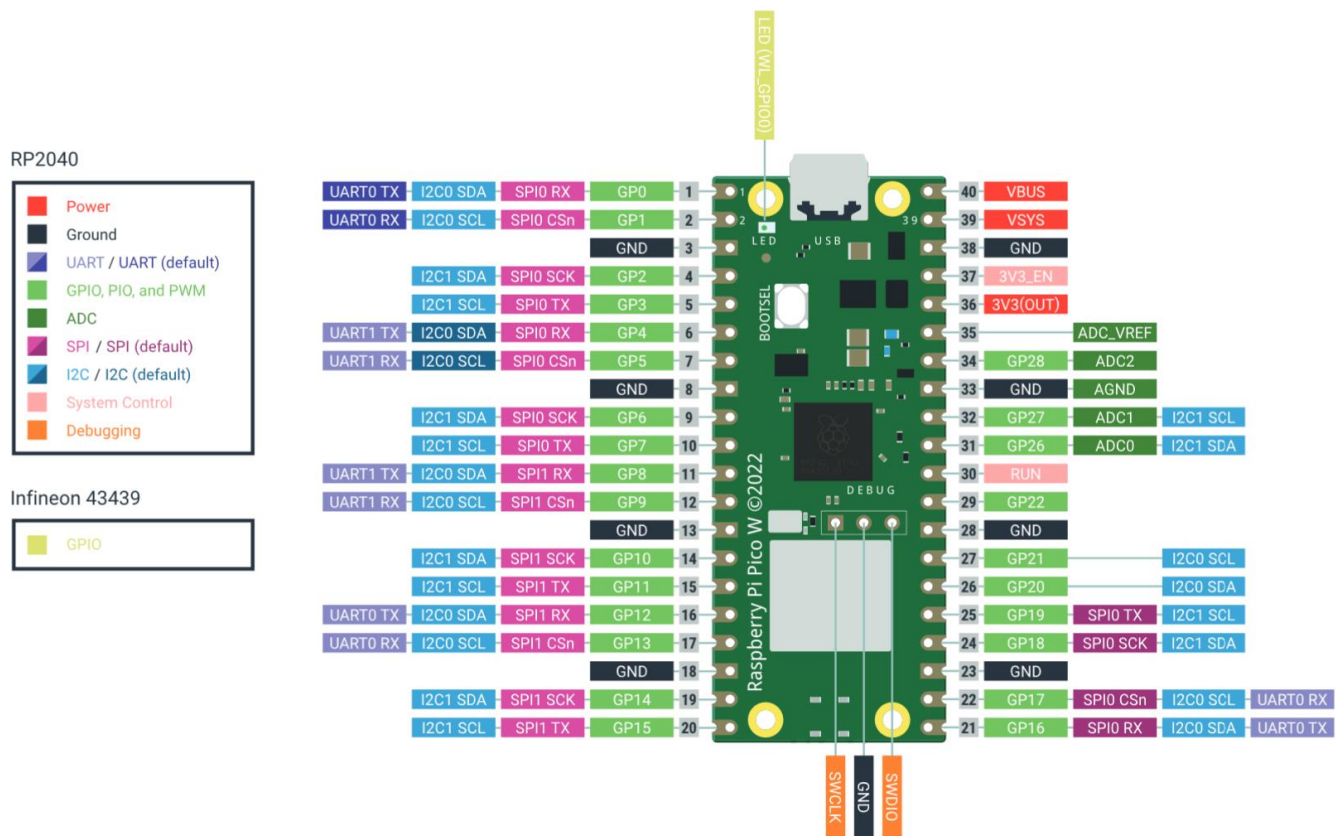 LED (WL_GPIO0)
RP2040
Power
Ground
UART / UART (default)
GPIO, PIO, and PWM
ADC
SPI / SPI (default)
I2C / I2C (default)
System Control
Debugging
Infineon 43439
GPIO
UART0 TX I2C0 SDA SPI0 RX GP0 1
UART0 RX I2C0 SCL SPI0 CSn GP1 2
GND 3
I2C1 SDA SPI0 SCK GP2 4
I2C1 SCL SPI0 TX GP3 5
UART1 TX I2C0 SDA SPI0 RX GP4 6
UART1 RX I2C0 SCL SPI0 CSn GP5 7
GND 8
I2C1 SDA SPI0 SCK GP6 9
I2C1 SCL SPI0 TX GP7 10
UART1 TX I2C0 SDA SPI1 RX GP8 11
UART1 RX I2C0 SCL SPI1 CSn GP9 12
GND 13
I2C1 SDA SPI1 SCK GP10 14
I2C1 SCL SPI1 TX GP11 15
UART0 TX I2C0 SDA SPI1 RX GP12 16
UART0 RX I2C0 SCL SPI1 CSn GP13 17
GND 18
I2C1 SDA SPI1 SCK GP14 19
I2C1 SCL SPI1 TX GP15 20
1
2
39
LED
USB
BOOTSEL
DEBUG
Raspberry Pi Pico W ©2022
40 VBUS
39 VSYS
38 GND
37 3V3_EN
36 3V3(OUT)
35 ADC_VREF
34 GP28 ADC2
33 GND AGND
32 GP27 ADC1 I2C1 SCL
31 GP26 ADC0 I2C1 SDA
30 RUN
29 GP22
28 GND
27 GP21 I2C0 SCL
26 GP20 I2C0 SDA
25 GP19 SPI0 TX I2C1 SCL
24 GP18 SPI0 SCK I2C1 SDA
23 GND
22 GP17 SPI0 CSn I2C0 SCL UART0 RX
21 GP16 SPI0 RX I2C0 SDA UART0 TX
SWCLK
GND
SWDIO